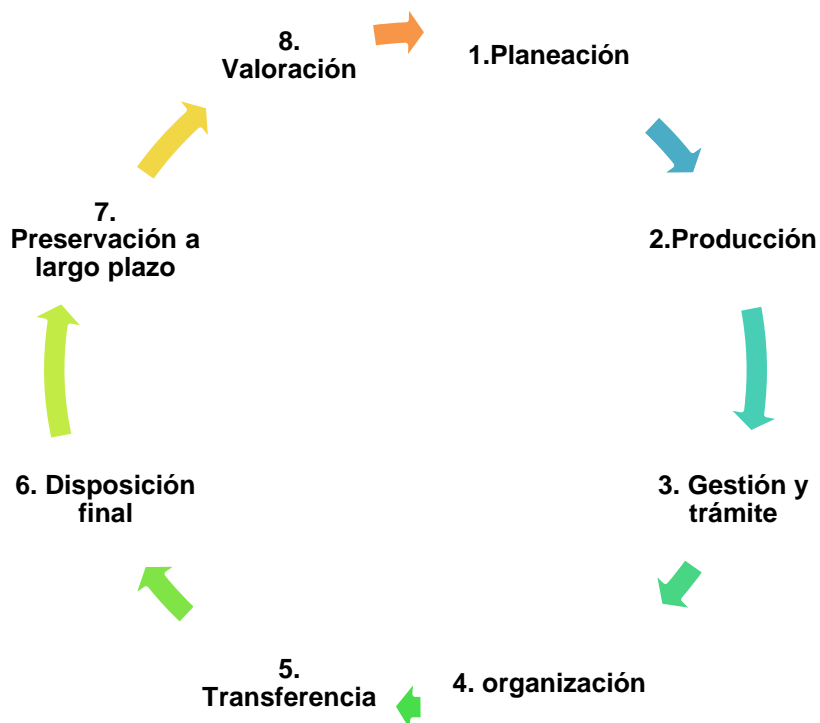 1.Planeación
2.Producción
3. Gestión y
trámite
4. organización
5.
Transferencia
6. Disposición
final
7.
Preservación a
largo plazo
8.
Valoración